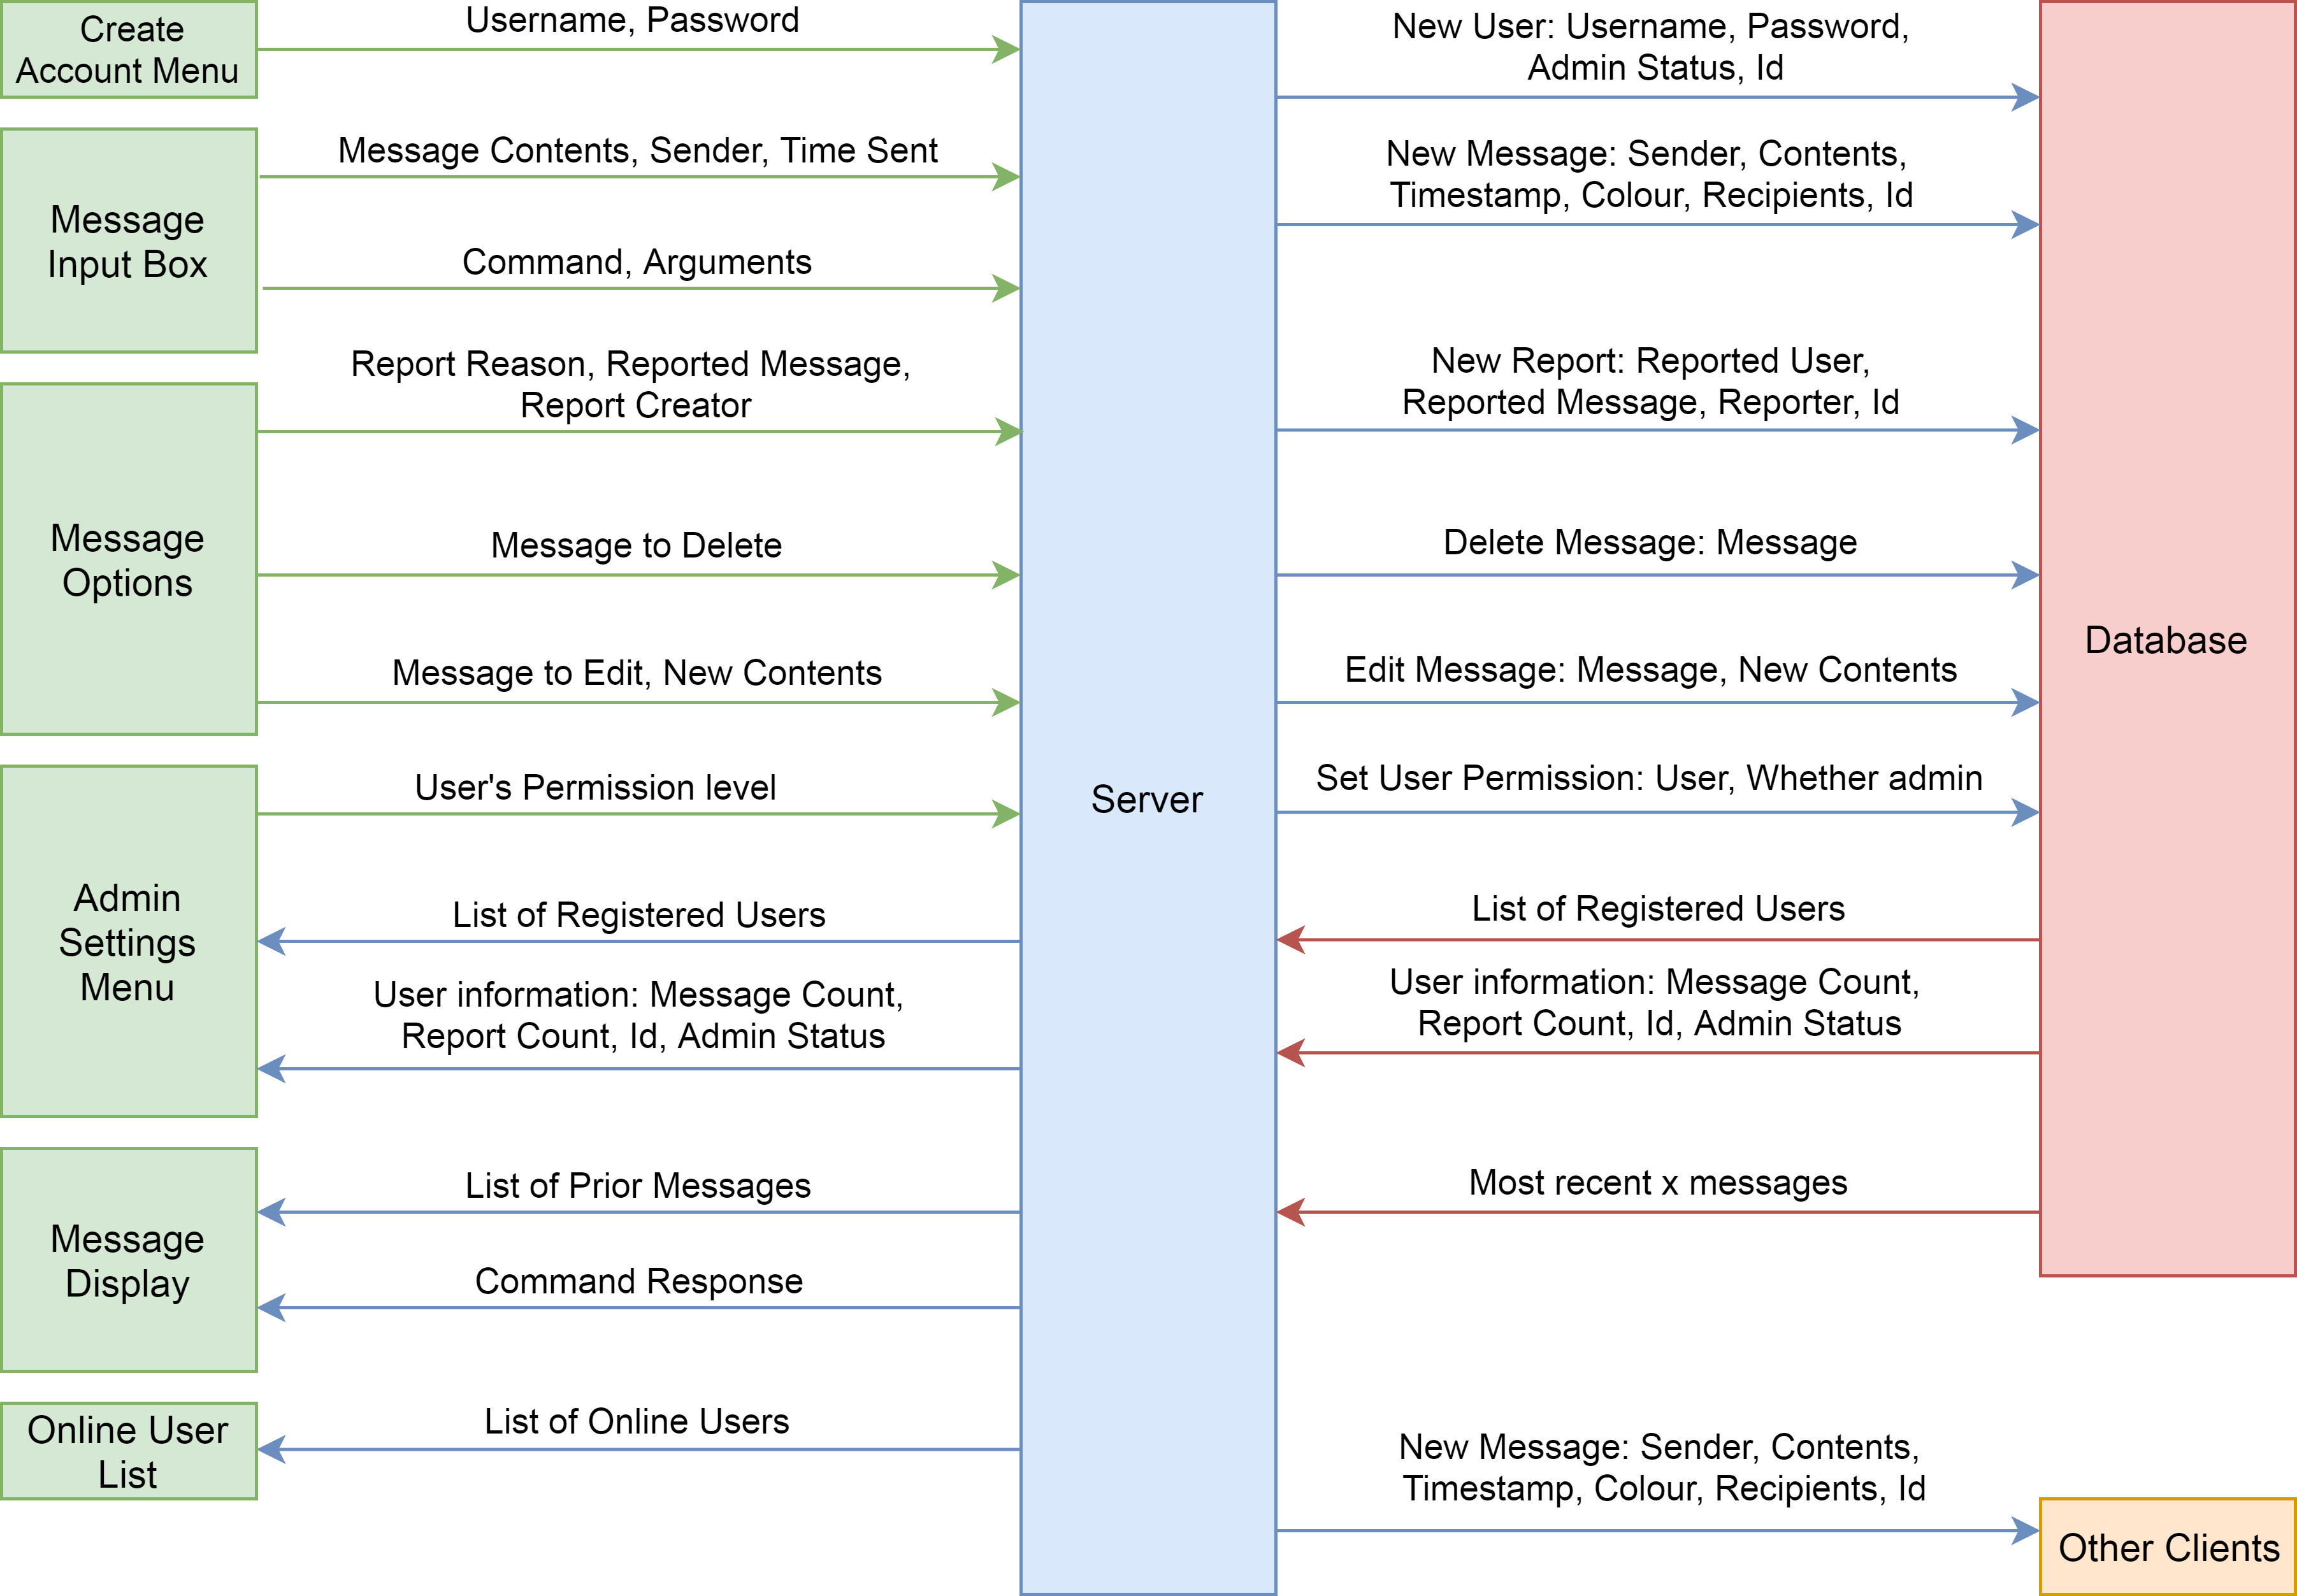 Create
Account Menu
Username, Password
New User: Username, Password,
Admin Status, Id
Message
Input Box
Message Contents, Sender, Time Sent
New Message: Sender, Contents,
Timestamp, Colour, Recipients, Id
Command, Arguments
Message
Options
Report Reason, Reported Message,
Report Creator
New Report: Reported User,
Reported Message, Reporter, Id
Message to Delete
Delete Message: Message
Message to Edit, New Contents
Edit Message: Message, New Contents
Server
Database
Admin
Settings
Menu
User's Permission level
Set User Permission: User, Whether admin
List of Registered Users
List of Registered Users
User information: Message Count,
Report Count, Id, Admin Status
User information: Message Count,
Report Count, Id, Admin Status
Message
Display
List of Prior Messages
Most recent x messages
Command Response
Online User
List
List of Online Users
New Message: Sender, Contents,
Timestamp, Colour, Recipients, Id
Other Clients